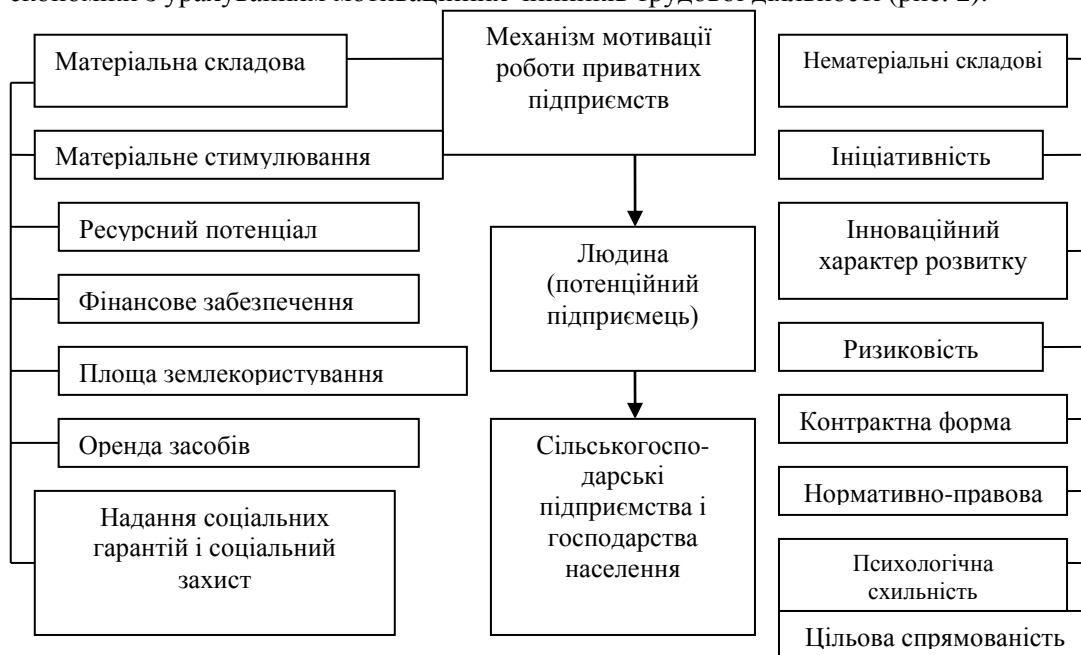 економіки з урахуванням мотиваційних чинників трудової діяльності (рис. 2).
Матеріальна складова
Матеріальне стимулювання
Ресурсний потенціал
Фінансове забезпечення
Площа землекористування
Оренда засобів
Надання соціальних
гарантій і соціальний
захист
Механізм мотивації
роботи приватних
підприємств
Людина
(потенційний
підприємець)
Сільськогоспо-
дарські
підприємства і
господарства
населення
Нематеріальні складові
Ініціативність
Інноваційний
характер розвитку
Ризиковість
Контрактна форма
Нормативно-правова
Психологічна
схильність
Цільова спрямованість